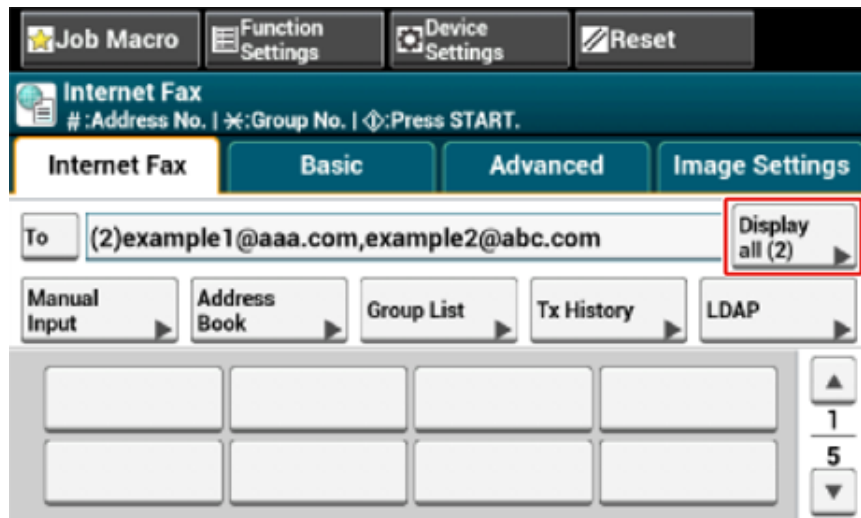 Job Macro
Function
Settings
Device
Settings
Reset
Internet Fax
# :Address No. | ✳:Group No. | :Press START.
Internet Fax
Basic
Advanced
Image Settings
To
(2)example1@aaa.com,example2@abc.com
Display
all (2)
Manual
Input
Address
Book
Group List
Tx History
LDAP
1
5